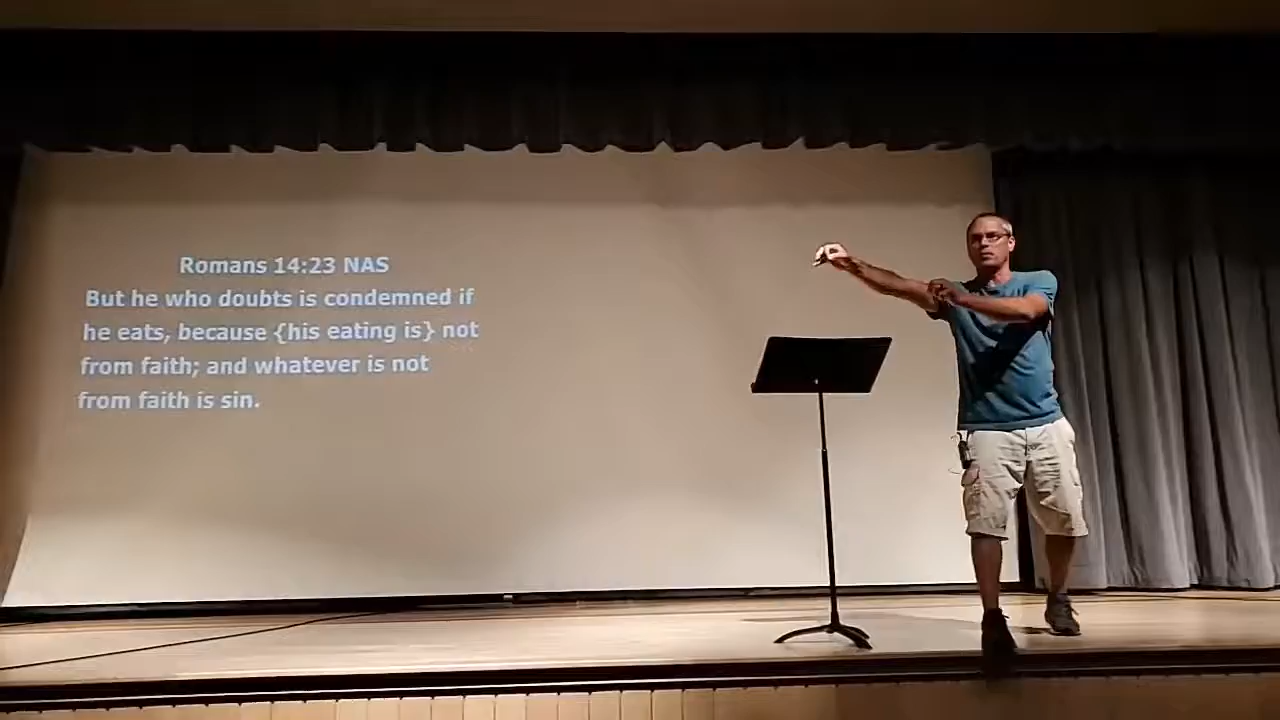 Romans 14:23 NAS
But he who doubts is condemned if
he eats, because {his eating is} not
from faith; and whatever is not
from faith is sin.